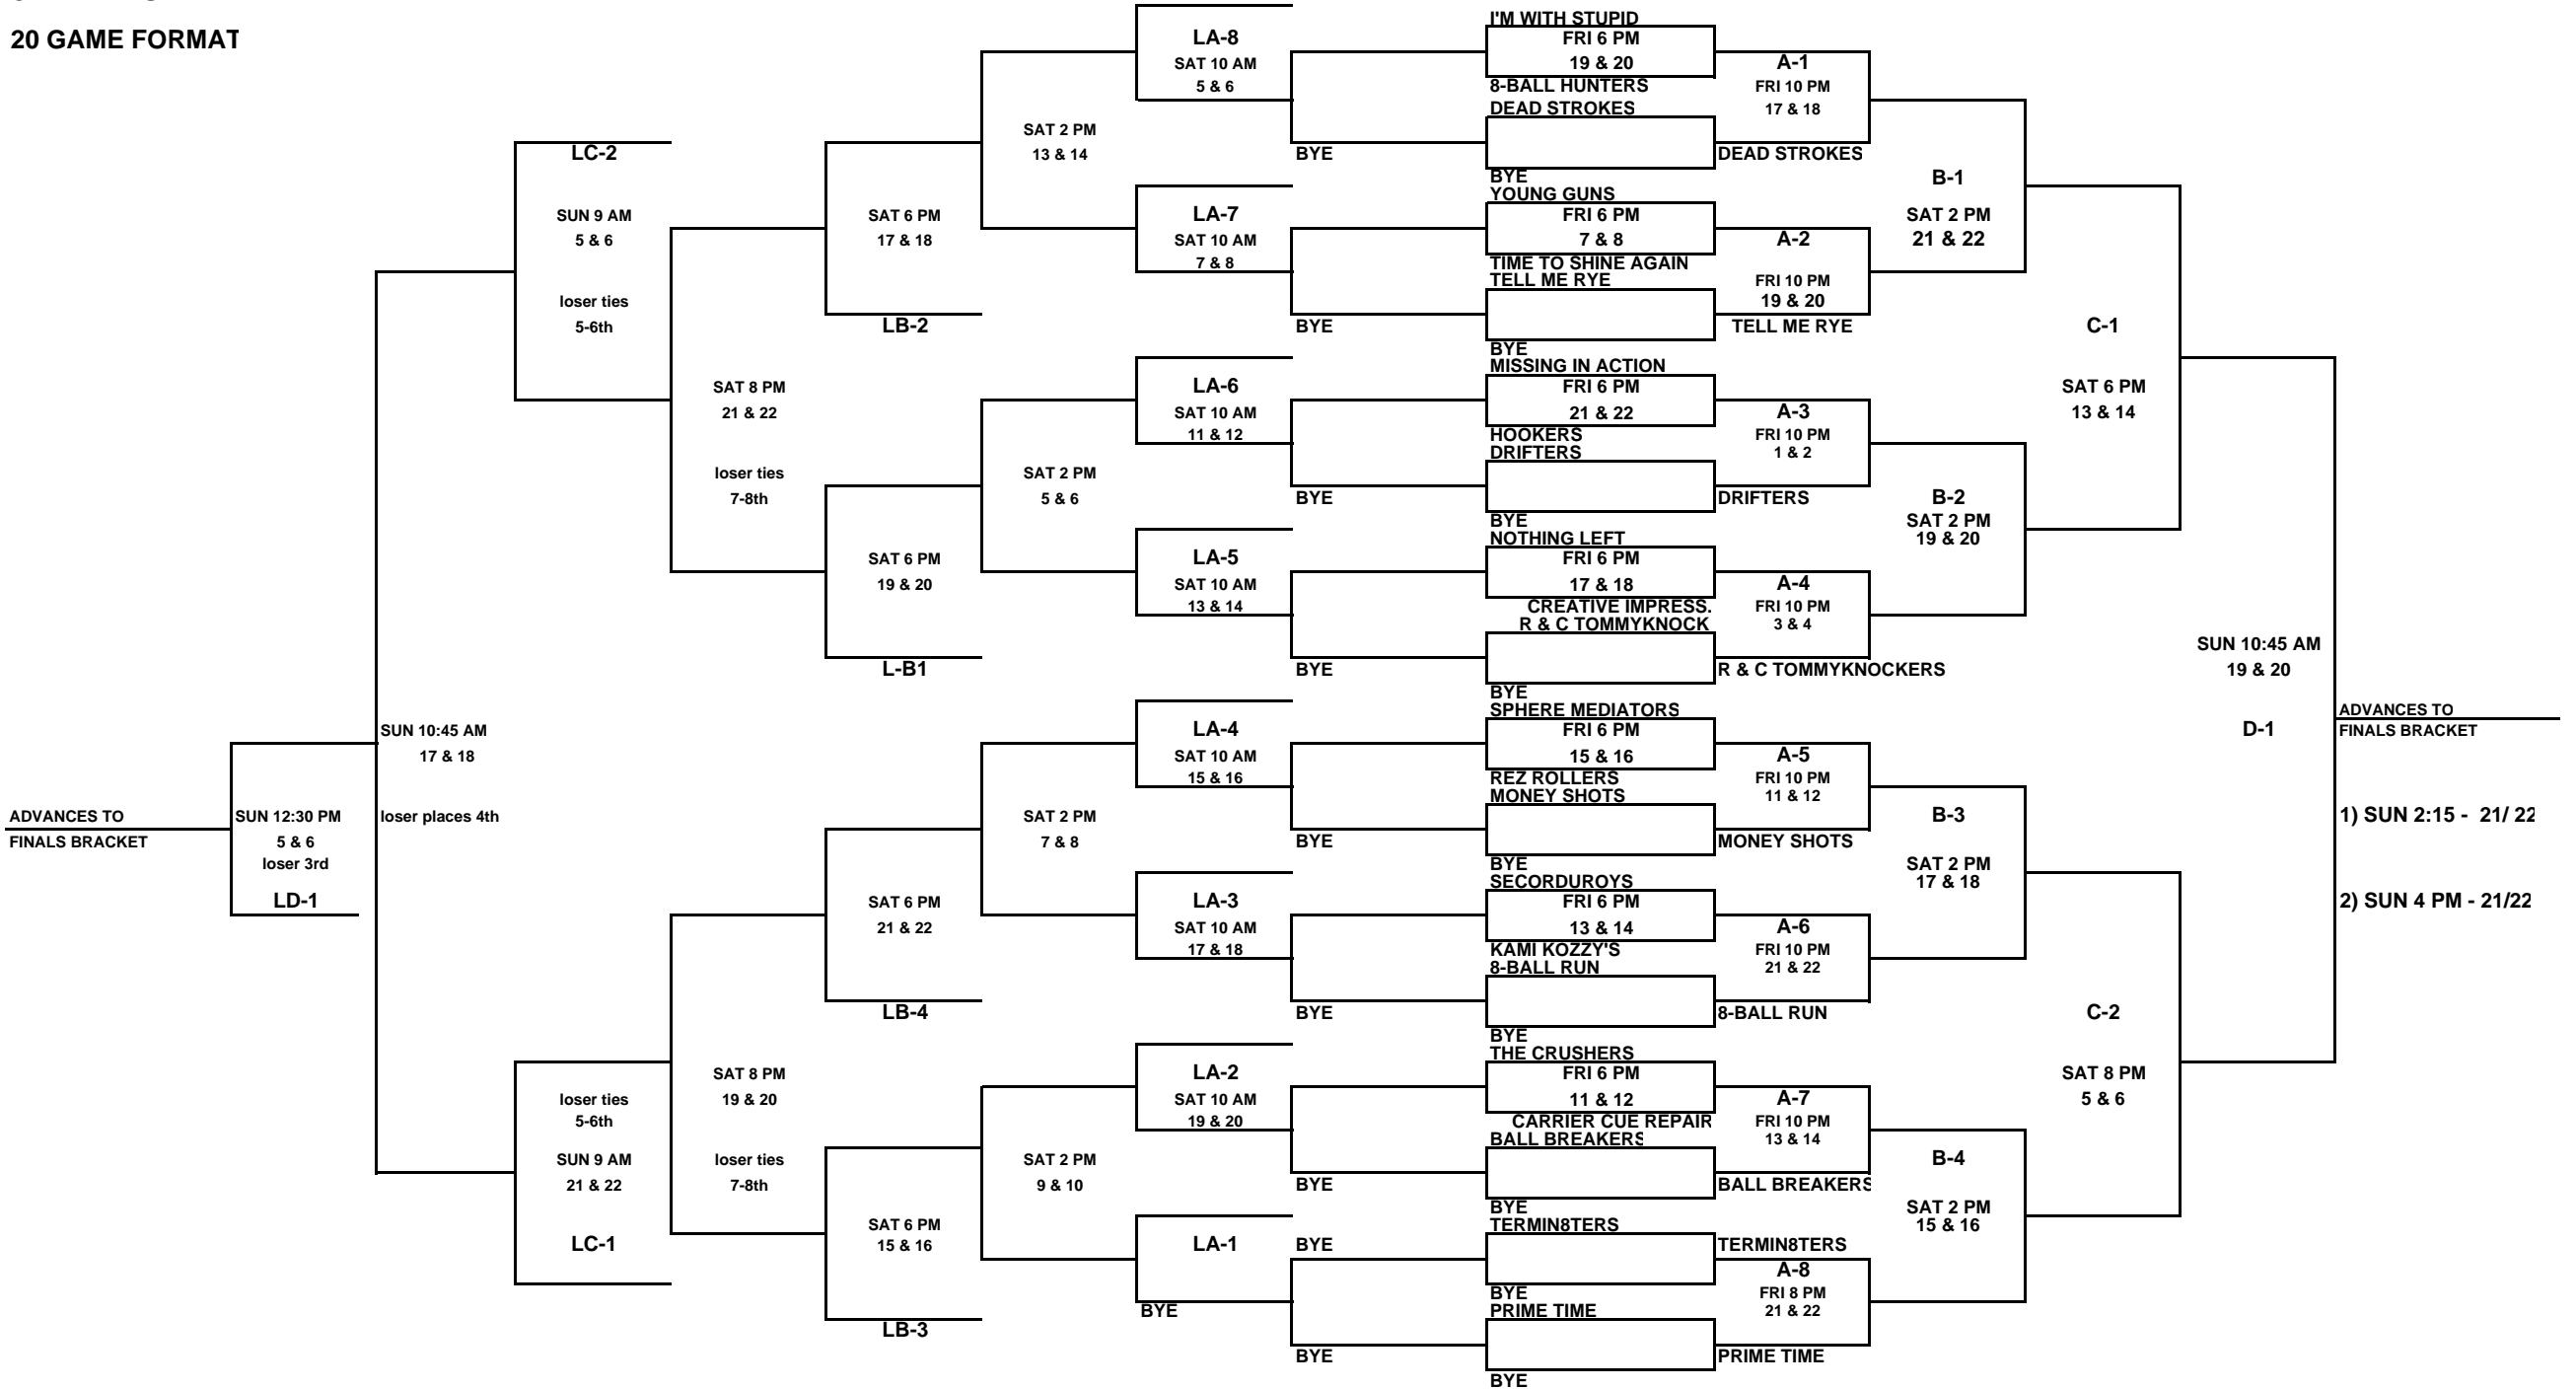 20 GAME FORMAT
LC-2
SUN 9 AM
5 & 6
loser ties
5-6th
SUN 10:45 AM
17 & 18
loser places 4th
ADVANCES TO
FINALS BRACKET
SUN 12:30 PM
5 & 6
loser 3rd
LD-1
loser ties
5-6th
SUN 9 AM
21 & 22
LC-1
SAT 8 PM
21 & 22
loser ties
7-8th
SAT 8 PM
19 & 20
loser ties
7-8th
SAT 6 PM
17 & 18
LB-2
SAT 6 PM
19 & 20
L-B1
SAT 6 PM
21 & 22
LB-4
SAT 6 PM
15 & 16
LB-3
SAT 2 PM
13 & 14
SAT 2 PM
5 & 6
SAT 2 PM
7 & 8
SAT 2 PM
9 & 10
LA-8
SAT 10 AM
5 & 6
LA-7
SAT 10 AM
7 & 8
LA-6
SAT 10 AM
11 & 12
LA-5
SAT 10 AM
13 & 14
LA-4
SAT 10 AM
15 & 16
LA-3
SAT 10 AM
17 & 18
LA-2
SAT 10 AM
19 & 20
LA-1
BYE
BYE
BYE
BYE
BYE
BYE
BYE
BYE
BYE
BYE
I'M WITH STUPID
FRI 6 PM
19 & 20
8-BALL HUNTERS
DEAD STROKES
BYE
YOUNG GUNS
FRI 6 PM
7 & 8
TIME TO SHINE AGAIN
TELL ME RYE
BYE
MISSING IN ACTION
FRI 6 PM
21 & 22
HOOKERS
DRIFTERS
BYE
NOTHING LEFT
FRI 6 PM
17 & 18
CREATIVE IMPRESS.
R & C TOMMYKNOCK
BYE
SPHERE MEDIATORS
FRI 6 PM
15 & 16
REZ ROLLERS
MONEY SHOTS
BYE
SECORDUROYS
FRI 6 PM
13 & 14
KAMI KOZZY'S
8-BALL RUN
BYE
THE CRUSHERS
FRI 6 PM
11 & 12
CARRIER CUE REPAIR
BALL BREAKERS
BYE
TERMIN8TERS
BYE
PRIME TIME
BYE
A-1
FRI 10 PM
17 & 18
DEAD STROKES
A-2
FRI 10 PM
19 & 20
TELL ME RYE
A-3
FRI 10 PM
1 & 2
DRIFTERS
A-4
FRI 10 PM
3 & 4
R & C TOMMYKNOCKERS
A-5
FRI 10 PM
11 & 12
MONEY SHOTS
A-6
FRI 10 PM
21 & 22
8-BALL RUN
A-7
FRI 10 PM
13 & 14
BALL BREAKERS
TERMIN8TERS
A-8
FRI 8 PM
21 & 22
PRIME TIME
B-1
SAT 2 PM
21 & 22
B-2
SAT 2 PM
19 & 20
B-3
SAT 2 PM
17 & 18
B-4
SAT 2 PM
15 & 16
C-1
SAT 6 PM
13 & 14
C-2
SAT 8 PM
5 & 6
SUN 10:45 AM
19 & 20
D-1
ADVANCES TO
FINALS BRACKET
1) SUN 2:15 - 21/ 22
2) SUN 4 PM - 21/22